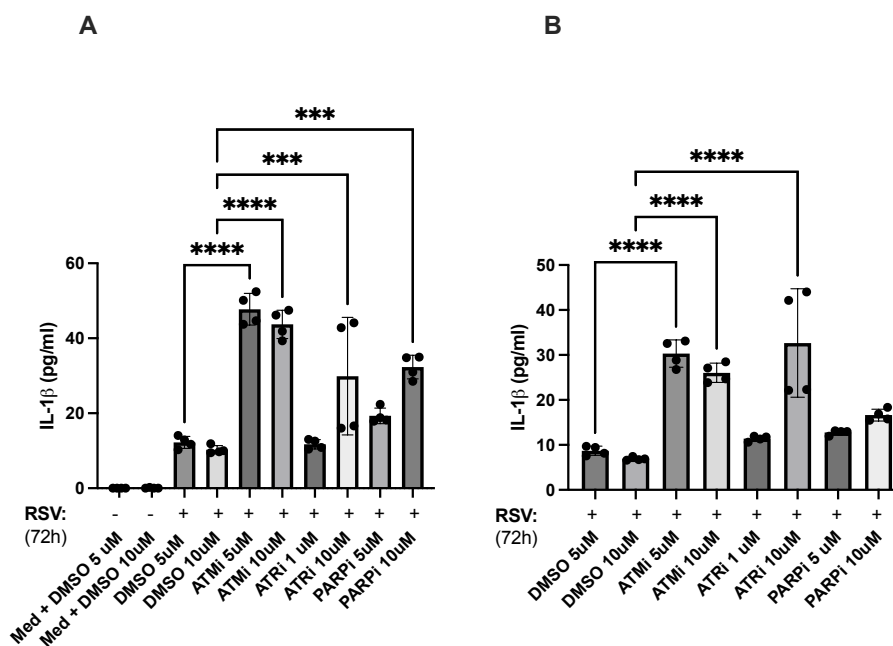 A
B
***
***
****
****
60
40
20
0
IL-1β (pg/ml)
RSV: - - + + + + + + + +
(72h)
Med + DMSO 5 uM
Med + DMSO 10uM
DMSO 5uM
DMSO 10uM
ATMi 5uM
ATMi 10uM
ATRi 1 uM
ATRi 10uM
PARPi 5uM
PARPi 10uM
****
****
****
50
40
30
20
10
0
IL-1β (pg/ml)
RSV: + + + + + + + +
(72h)
DMSO 5uM
DMSO 10uM
ATMi 5uM
ATMi 10uM
ATRi 1 uM
ATRi 10uM
PARPi 5 uM
PARPi 10uM